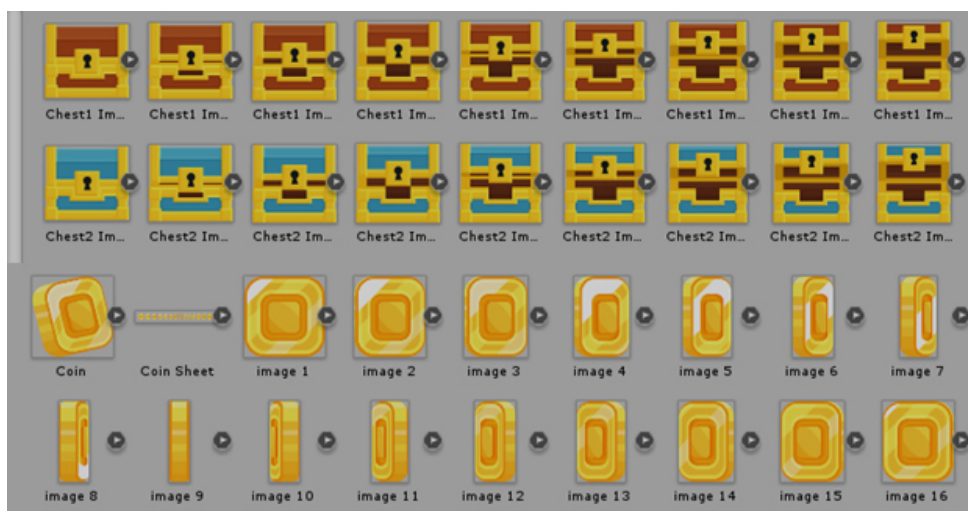 Chest1 Im... Chest1 Im... Chest1 Im... Chest1 Im... Chest1 Im... Chest1 Im... Chest1 Im... Chest1 Im... Chest1 Im...
Chest2 Im... Chest2 Im... Chest2 Im... Chest2 Im... Chest2 Im... Chest2 Im... Chest2 Im... Chest2 Im... Chest2 Im...
Coin Coin Sheet image 1 image 2 image 3 image 4 image 5 image 6 image 7
image 8 image 9 image 10 image 11 image 12 image 13 image 14 image 15 image 16